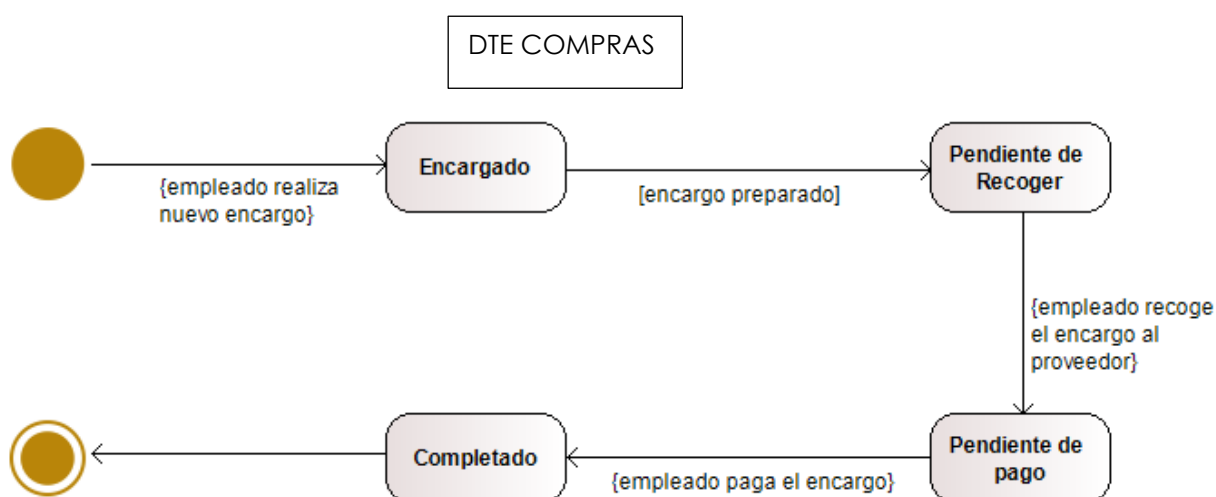 DTE COMPRAS
Encargado
Pendiente de
Recoger
{empleado realiza
nuevo encargo}
[encargo preparado]
{empleado recoge
el encargo al
proveedor}
Completado
Pendiente de
pago
{empleado paga el encargo}